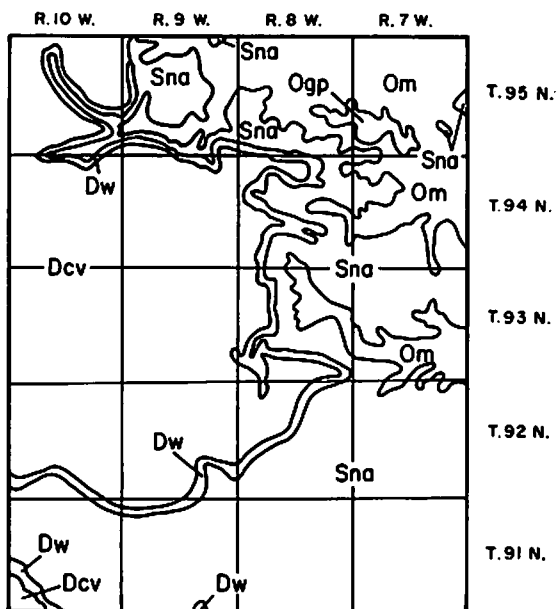 R. 10 W. R. 9 W. R. 8 W. R. 7 W.
Sna
Sna Ogp Om T. 95 N.
Sna Sna
Dw Om T. 94 N.
Dcv Sna
T. 93 N.
Om
Dw T. 92 N.
Sna
Dw T. 91 N.
Dcv Dw